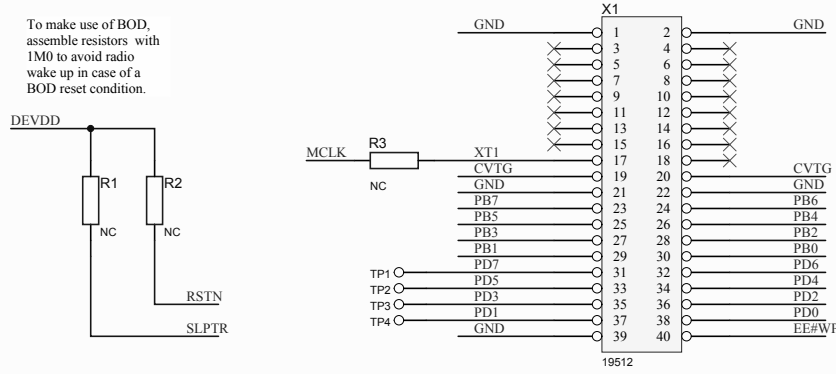 To make use of BOD,
assemble resistors with
1M0 to avoid radio
wake up in case of a
BOD reset condition.
DEVDD
R1
R2
NC
NC
RSTN
SLPTR
X1
GND 1 2 GND
3 4
5 6
7 8
9 10
11 12
13 14
15 16
MCLK R3 XT1 17 18
NC
CVTG 19 20 CVTG
GND 21 22 GND
PB7 23 24 PB6
PB5 25 26 PB4
PB3 27 28 PB2
PB1 29 30 PB0
TP1 PD7 31 32 PD6
TP2 PD5 33 34 PD4
TP3 PD3 35 36 PD2
TP4 PD1 37 38 PD0
GND 39 40 EE#WP
19512